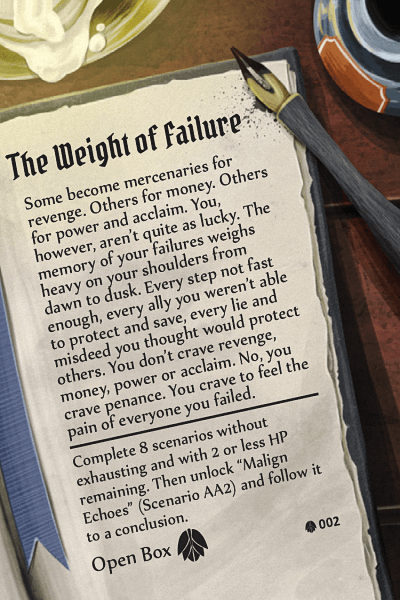 The Weight of Failure
Some become mercenaries for
revenge. Others for money. Others
for power and acclaim. You,
however, aren't quite as lucky. The
memory of your failures weighs
heavy on your shoulders from
dawn to dusk. Every step not fast
enough, every ally you weren't able
to protect and save, every lie and
misdeed you thought would protect
others. You don't crave revenge,
money, power or acclaim. No, you
crave penance. You crave to feel the
pain of everyone you failed.
Complete 8 scenarios without
exhausting and with 2 or less HP
remaining. Then unlock "Malign
Echoes" (Scenario AA2) and follow it
to a conclusion.
Open Box
002